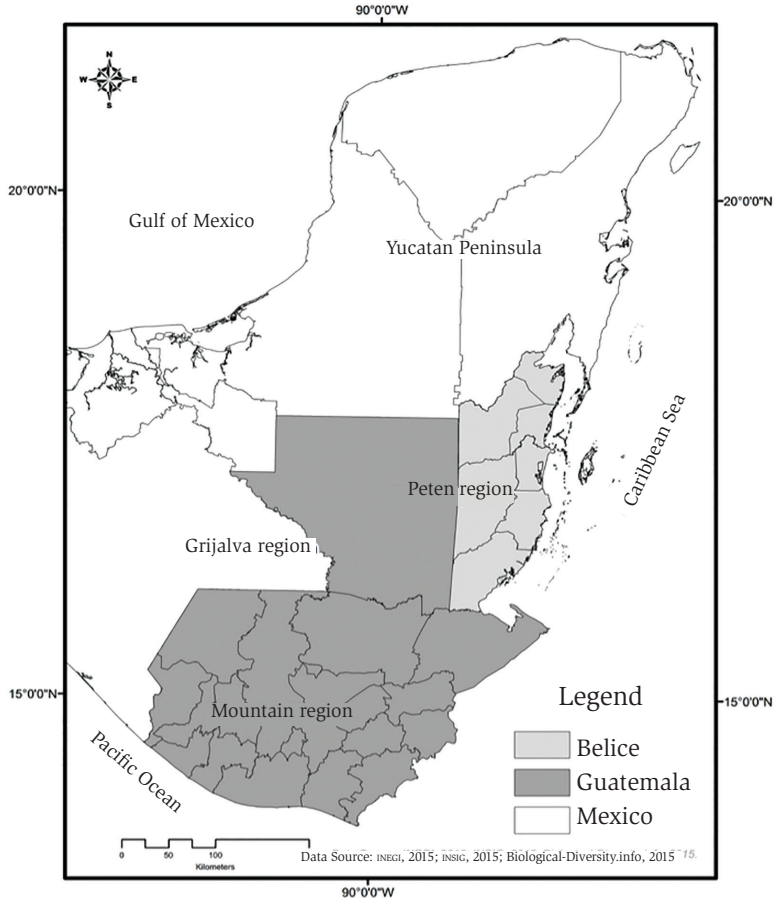 90°0'0"W
N
W E
S
20°0'0"N
20°0'0"N
Gulf of Mexico
Yucatan Peninsula
Caribbean Sea
Peten region
Grijalva region
15°0'0"N
15°0'0"N
Mountain region
Pacific Ocean
Legend
Belice
Guatemala
Mexico
0 50 100
Kilometers
Data Source: INEGI, 2015; INSIG, 2015; Biological-Diversity.info, 2015
15.
90°0'0"W